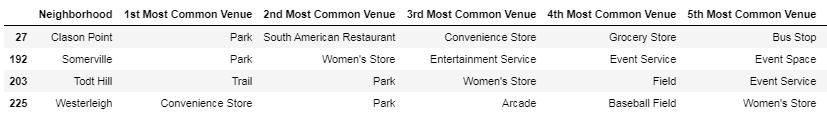 Neighborhood 1st Most Common Venue 2nd Most Common Venue 3rd Most Common Venue 4th Most Common Venue 5th Most Common Venue
27 Clason Point Park South American Restaurant Convenience Store Grocery Store Bus Stop
192 Somerville Park Women's Store Entertainment Service Event Service Event Space
203 Todt Hill Trail Park Women's Store Field Event Service
225 Westerleigh Convenience Store Park Arcade Baseball Field Women's Store